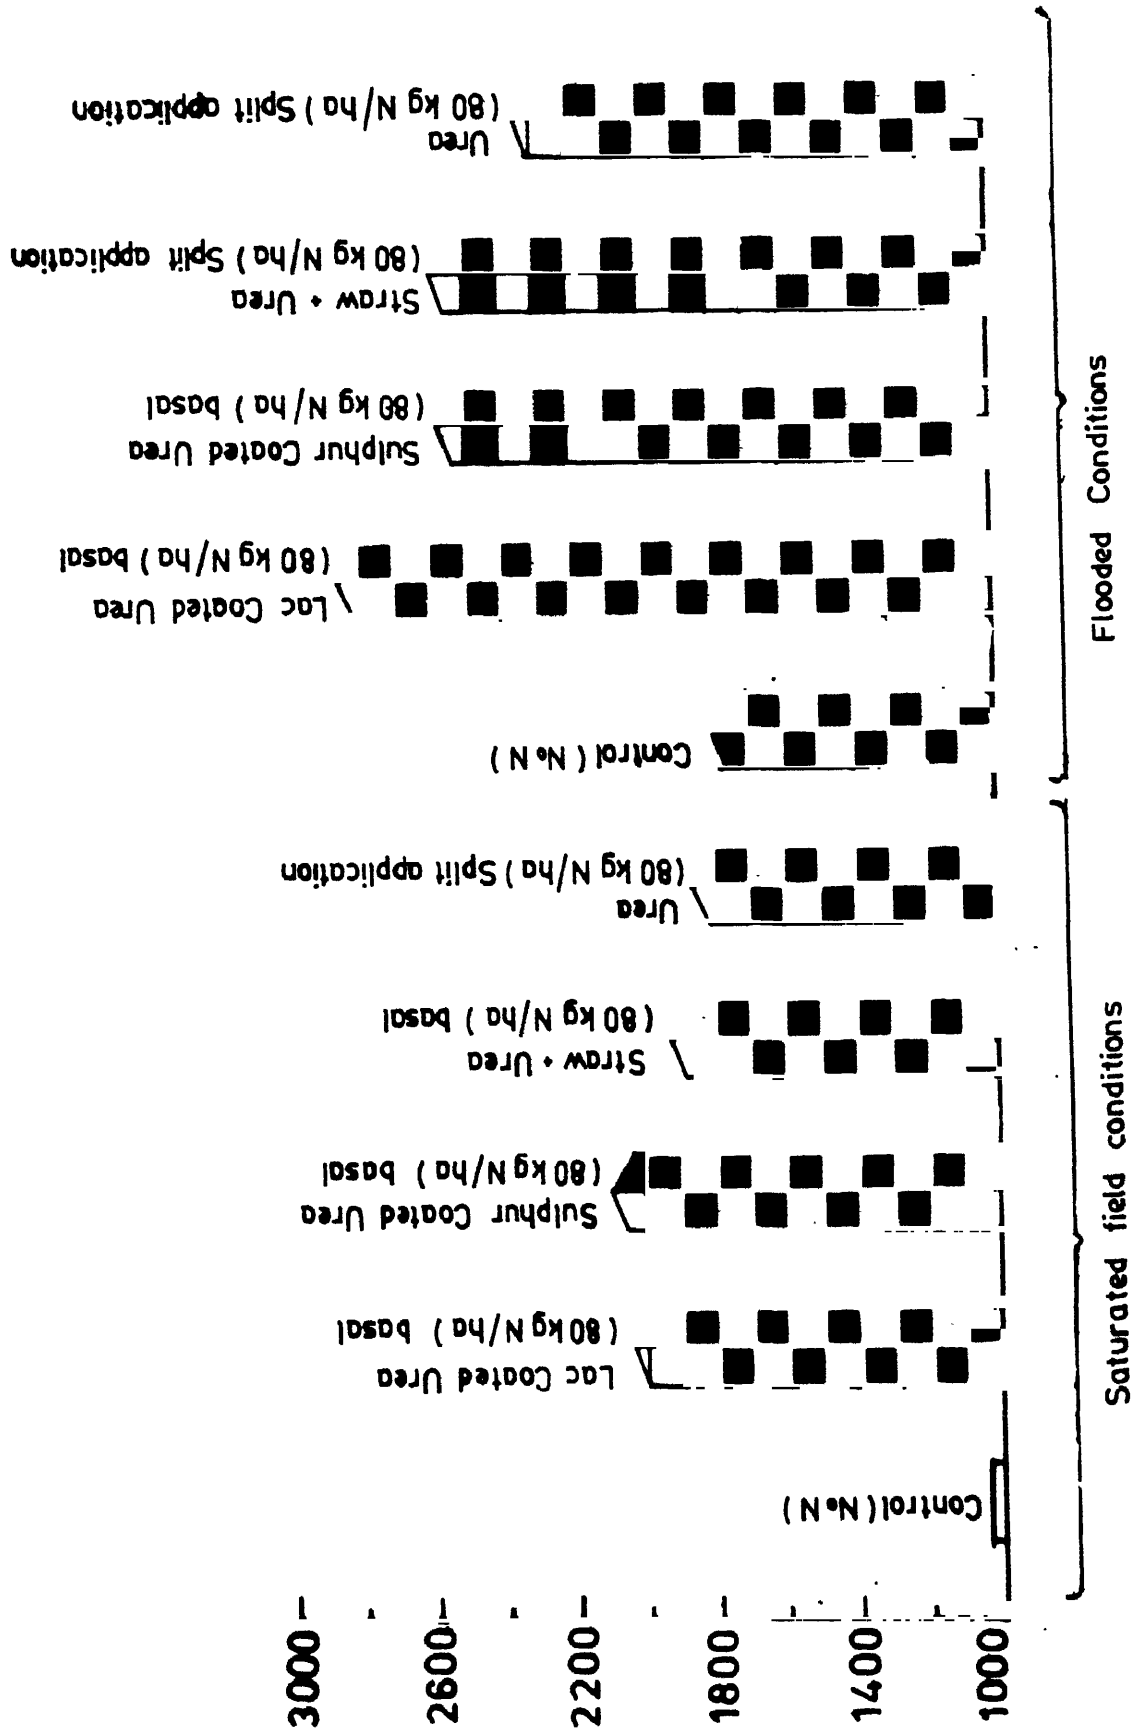 3000
2600
2200
1800
1400
1000
Control (No N)
Lac Coated Urea
(80 kg N/ha) basal
Sulphur Coated Urea
(80 kg N/ha) basal
Straw + Urea
(80 kg N/ha) basal
Urea
(80 kg N/ha) Split application
Control (No N)
Lac Coated Urea
(80 kg N/ha) basal
Sulphur Coated Urea
(80 kg N/ha) basal
Straw + Urea
(80 kg N/ha) Split application
Urea
(80 kg N/ha) Split application
Saturated field conditions
Flooded Conditions